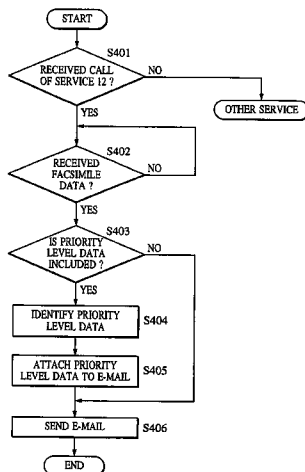 START
S401
RECEIVED CALL
OF SERVICE 12 ?
NO
YES
OTHER SERVICE
S402
RECEIVED
FACSIMILE
DATA ?
NO
YES
S403
IS PRIORITY
LEVEL DATA
INCLUDED ?
NO
YES
IDENTIFY PRIORITY
LEVEL DATA
S404
ATTACH PRIORITY
LEVEL DATA TO E-MAIL
S405
SEND E-MAIL
S406
END